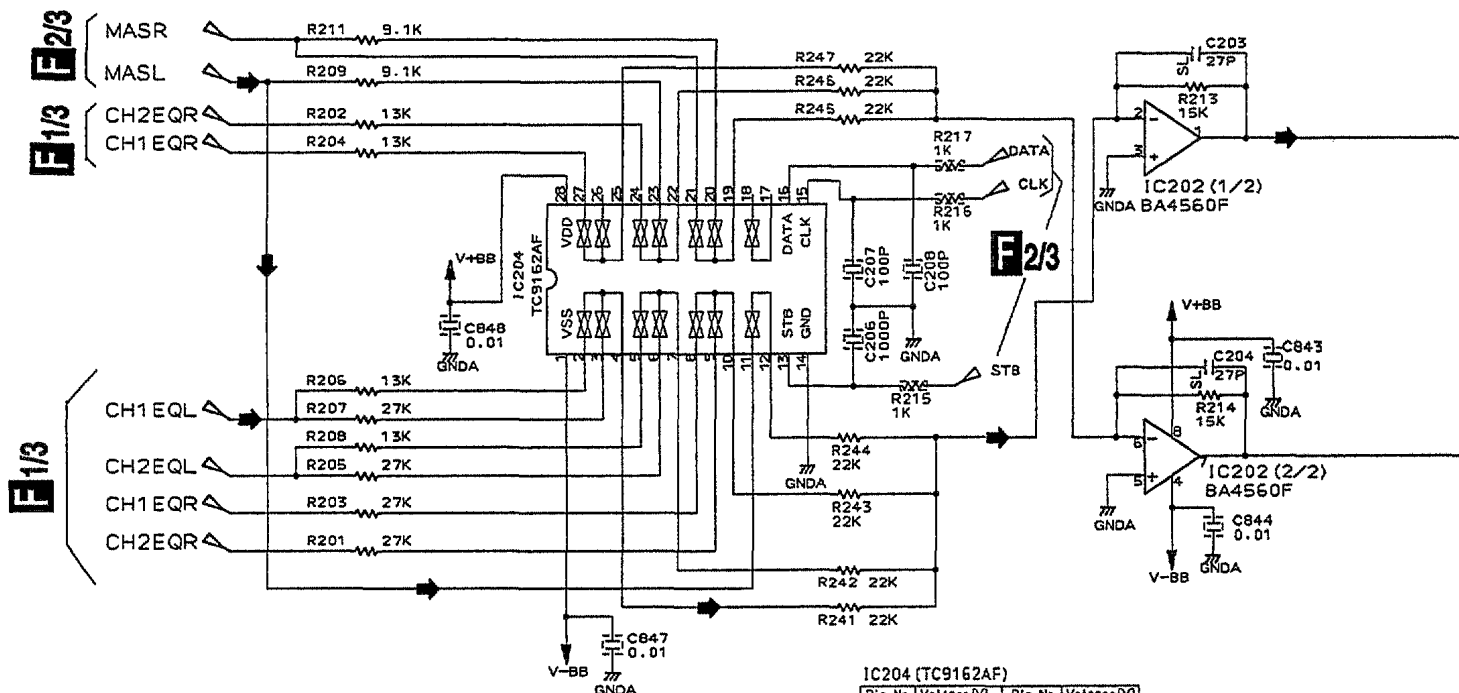 F 2/3
MASR
R211 9.1K
MASL
R209 9.1K
F 1/3
CH2EQR
R202 13K
CH1EQR
R204 13K
R247 22K
R246 22K
R245 22K
R217
1K
DATA
CLK
R216
1K
F 2/3
C203
27P
SL
R213
15K
2
-
3
+
1
GNDA
IC202 (1/2)
BA4560F
28 27 26 25 24 23 22 21 20 19 18 17 16 15
VDD
DATA
CLK
IC204
TC9162AF
VSS
STB
GND
1 2 3 4 5 6 7 8 9 10 11 12 13 14
V+BB
C848
0.01
GNDA
C207
100P
C208
100P
C206
1000P
GNDA
STB
R215
1K
V+BB
C843
0.01
GNDA
C204
27P
SL
R214
15K
6
-
5
+
8
7
4
IC202 (2/2)
BA4560F
GNDA
C844
0.01
GNDA
V-BB
F 1/3
R206 13K
CH1EQL
R207 27K
R208 13K
CH2EQL
R205 27K
CH1EQR
R203 27K
CH2EQR
R201 27K
R244
22K
GNDA
R243
22K
R242 22K
R241 22K
V-BB
C847
0.01
GNDA
IC204 (TC9162AF)